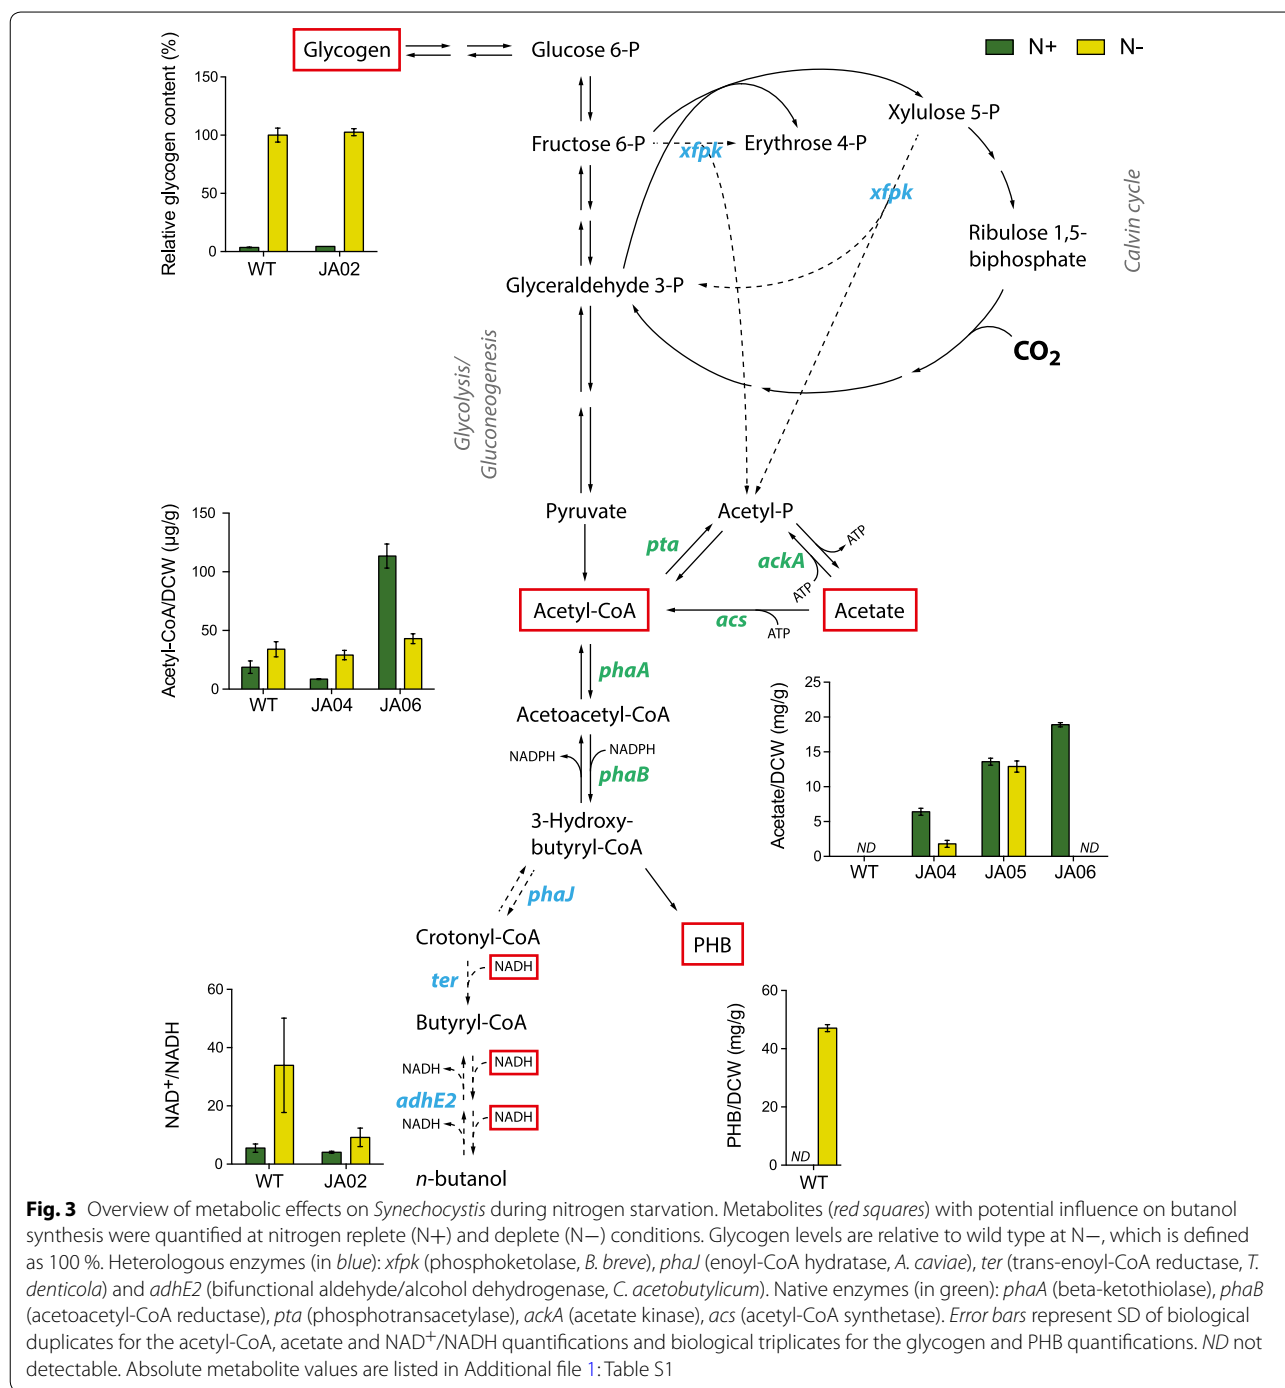 N+ N-
Glycogen
Glucose 6-P
Relative glycogen content (%)
150
100
50
0
WT JA02
Fructose 6-P
xfpk
Erythrose 4-P
Xylulose 5-P
xfpk
Ribulose 1,5-
biphosphate
Calvin cycle
Glyceraldehyde 3-P
CO2
Glycolysis/
Gluconeogenesis
Pyruvate
Acetyl-P
pta
ackA
ATP
ATP
Acetyl-CoA
acs
ATP
Acetate
Acetyl-CoA/DCW (µg/g)
150
100
50
0
WT JA04 JA06
phaA
Acetoacetyl-CoA
NADPH
NADPH
phaB
3-Hydroxy-
butyryl-CoA
Acetate/DCW (mg/g)
25
20
15
10
5
0
ND
ND
WT JA04 JA05 JA06
phaJ
Crotonyl-CoA
PHB
ter
NADH
Butyryl-CoA
NADH
NADH
adhE2
NADH
NADH
n-butanol
NAD+/NADH
60
40
20
0
WT JA02
PHB/DCW (mg/g)
60
40
20
0
ND
WT
Fig. 3 Overview of metabolic effects on Synechocystis during nitrogen starvation. Metabolites (red squares) with potential influence on butanol
synthesis were quantified at nitrogen replete (N+) and deplete (N−) conditions. Glycogen levels are relative to wild type at N−, which is defined
as 100 %. Heterologous enzymes (in blue): xfpk (phosphoketolase, B. breve), phaJ (enoyl-CoA hydratase, A. caviae), ter (trans-enoyl-CoA reductase, T.
denticola) and adhE2 (bifunctional aldehyde/alcohol dehydrogenase, C. acetobutylicum). Native enzymes (in green): phaA (beta-ketothiolase), phaB
(acetoacetyl-CoA reductase), pta (phosphotransacetylase), ackA (acetate kinase), acs (acetyl-CoA synthetase). Error bars represent SD of biological
duplicates for the acetyl-CoA, acetate and NAD+/NADH quantifications and biological triplicates for the glycogen and PHB quantifications. ND not
detectable. Absolute metabolite values are listed in Additional file 1: Table S1